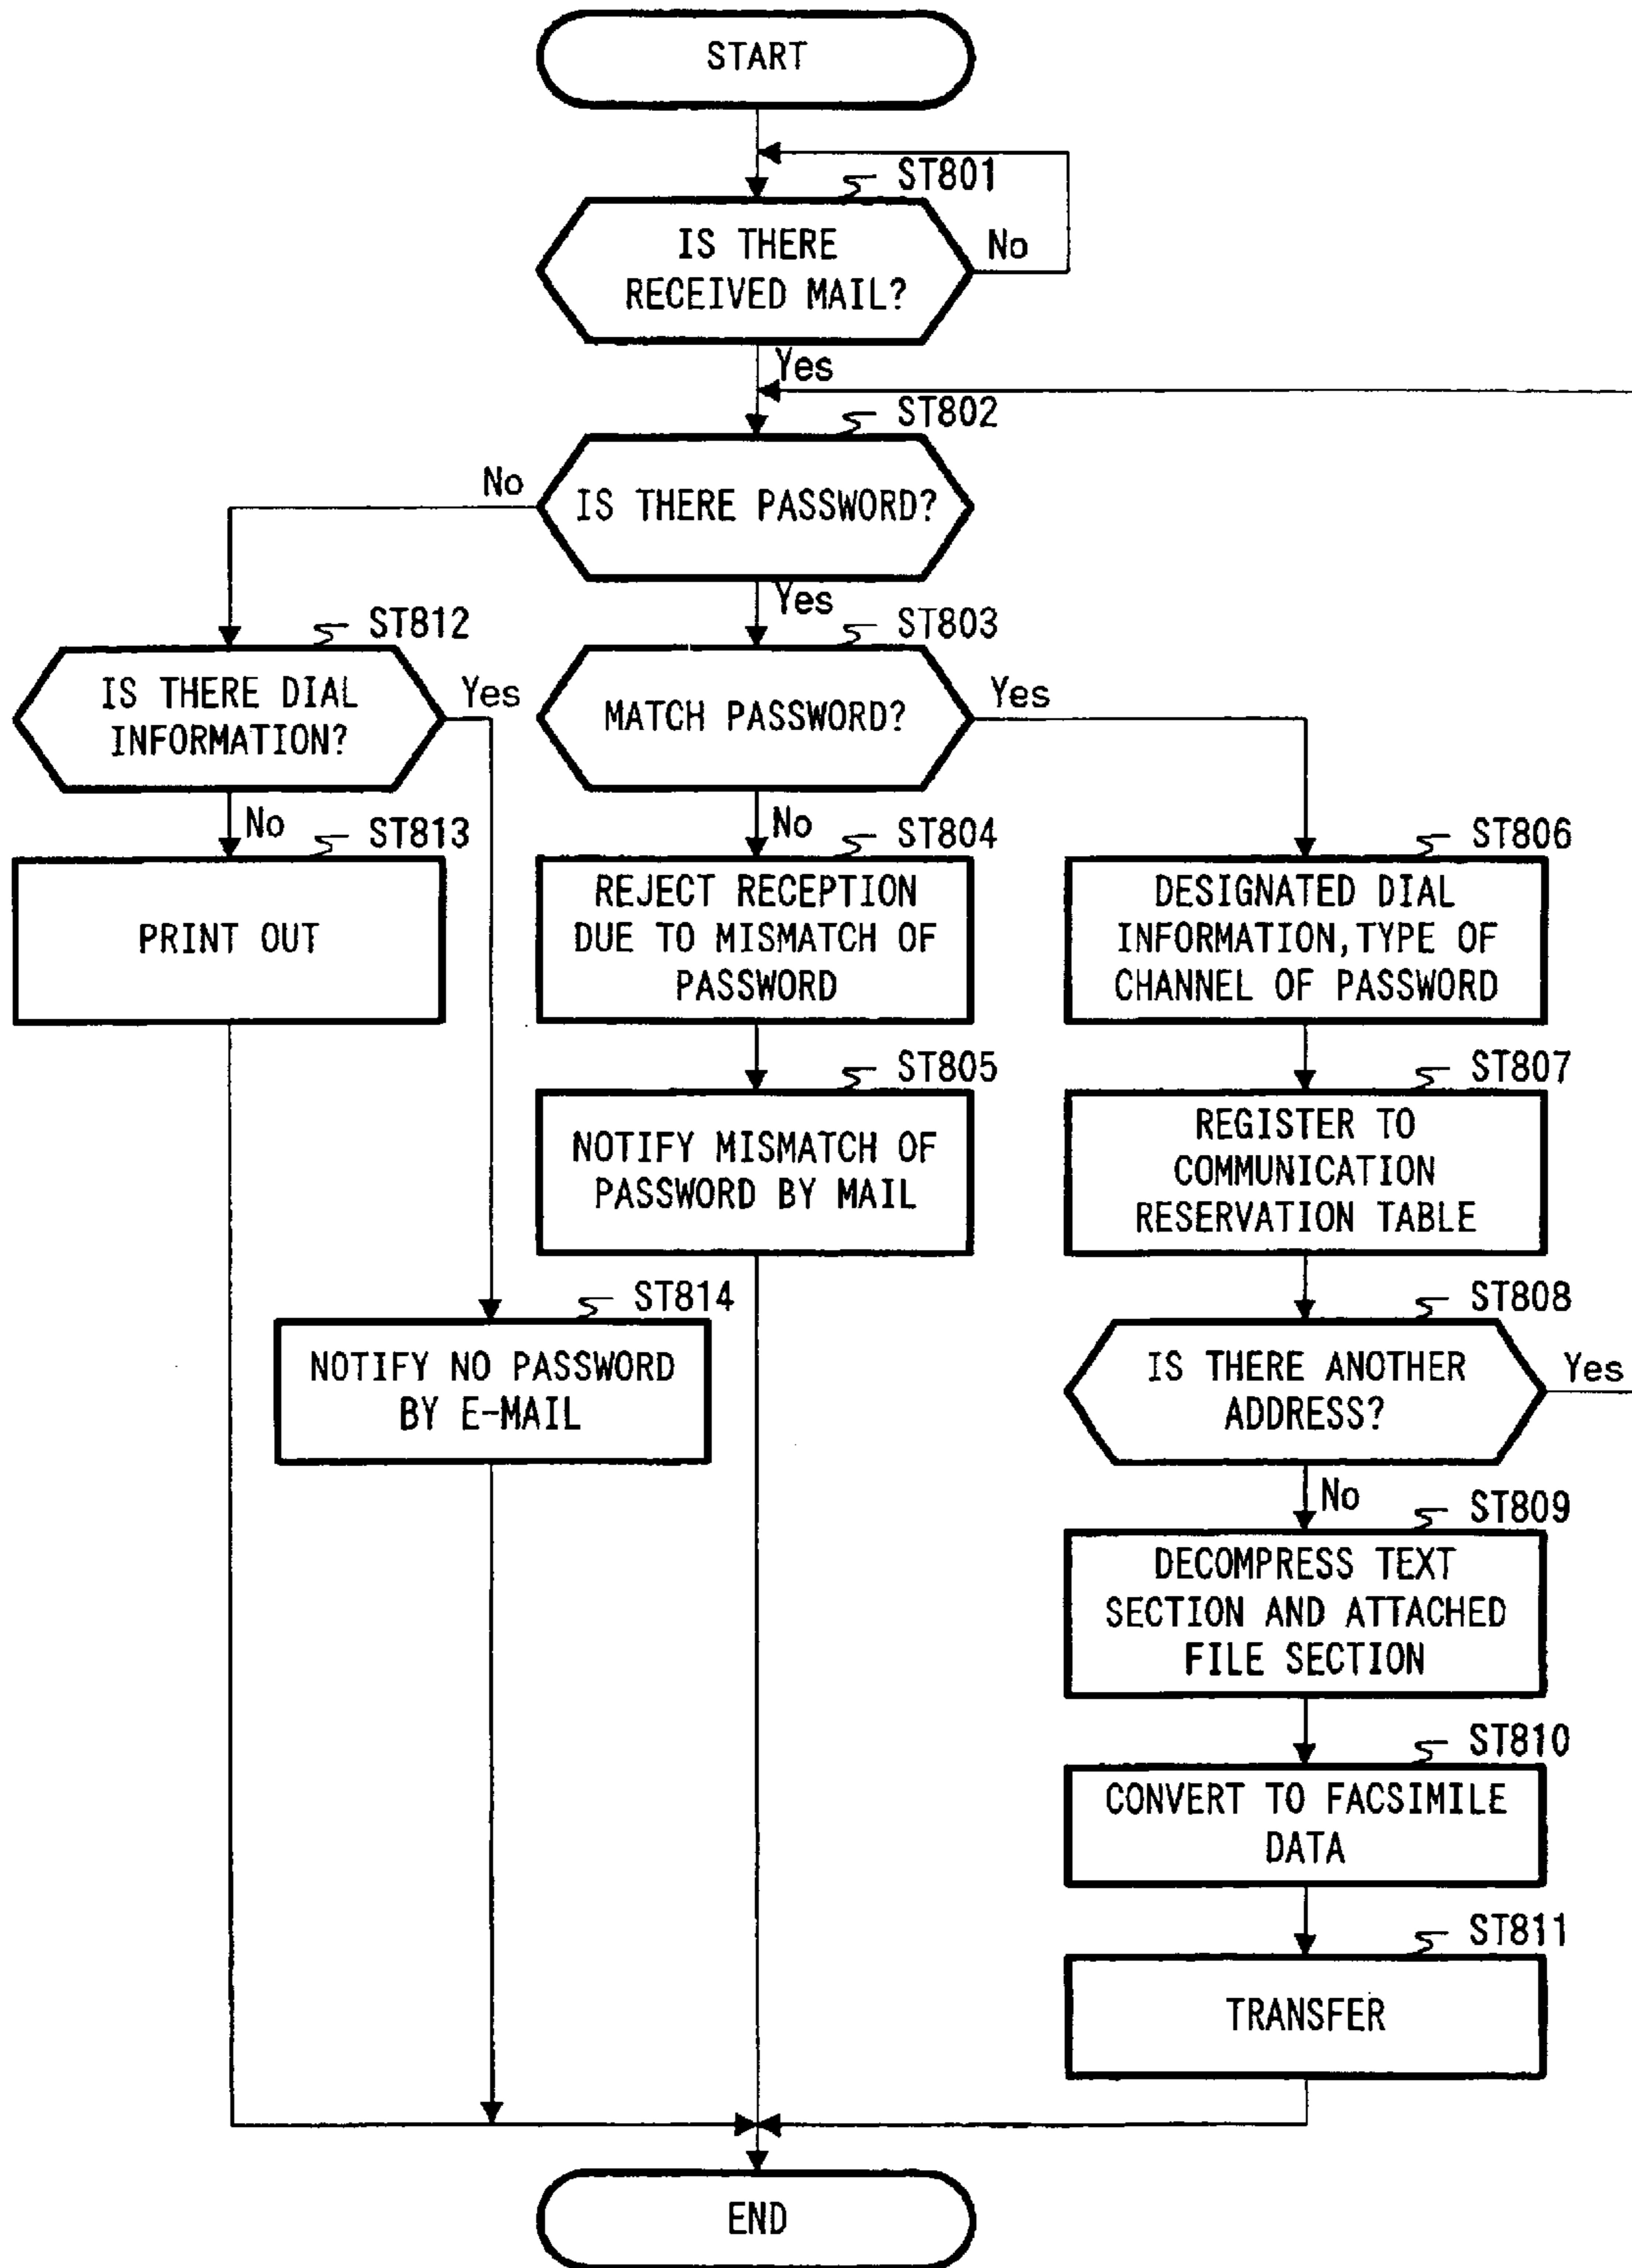 START
ST801
IS THERE
RECEIVED MAIL?
No
Yes
ST802
No
IS THERE PASSWORD?
Yes
ST812
ST803
IS THERE DIAL
INFORMATION?
Yes
MATCH PASSWORD?
Yes
No
ST813
No
ST804
ST806
PRINT OUT
REJECT RECEPTION
DUE TO MISMATCH OF
PASSWORD
DESIGNATED DIAL
INFORMATION,TYPE OF
CHANNEL OF PASSWORD
ST805
ST807
NOTIFY MISMATCH OF
PASSWORD BY MAIL
REGISTER TO
COMMUNICATION
RESERVATION TABLE
ST814
ST808
NOTIFY NO PASSWORD
BY E-MAIL
IS THERE ANOTHER
ADDRESS?
Yes
No
ST809
DECOMPRESS TEXT
SECTION AND ATTACHED
FILE SECTION
ST810
CONVERT TO FACSIMILE
DATA
ST811
TRANSFER
END